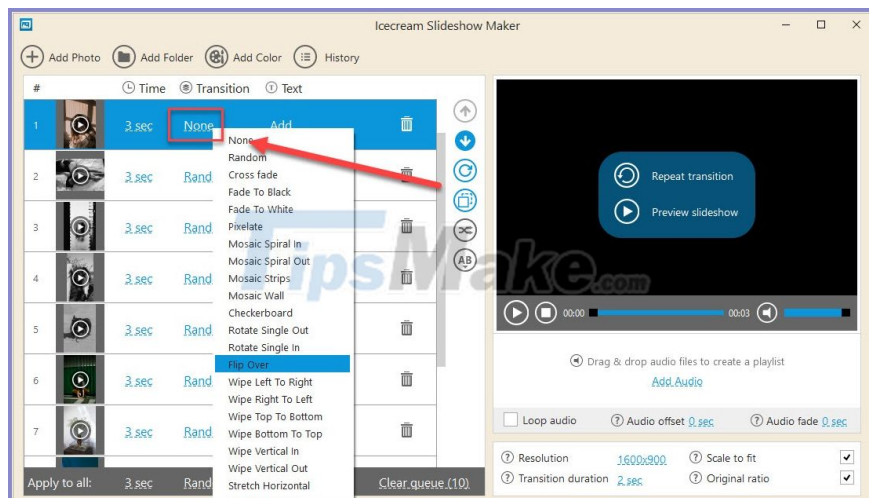 Icecream Slideshow Maker
Add Photo Add Folder Add Color History
# Time Transition Text
1 3 sec None Add
None
Random
2 3 sec Rand
Cross fade
Fade To Black
Fade To White
Pixelate
3 3 sec Rand
Mosaic Spiral In
Mosaic Spiral Out
4 3 sec Rand
Mosaic Strips
Mosaic Wall
Checkerboard
5 3 sec Rand
Rotate Single Out
Rotate Single In
Flip Over
6 3 sec Rand
Wipe Left To Right
Wipe Right To Left
Wipe Top To Bottom
7 3 sec Rand
Wipe Bottom To Top
Wipe Vertical In
Wipe Vertical Out
Stretch Horizontal
Apply to all: 3 sec Rand Clear queue (10)
AB
Repeat transition
Preview slideshow
TipsMake.com
00:00 00:03
Drag & drop audio files to create a playlist
Add Audio
Loop audio ? Audio offset 0 sec ? Audio fade 0 sec
? Resolution 1600x900 ? Scale to fit
? Transition duration 2 sec ? Original ratio